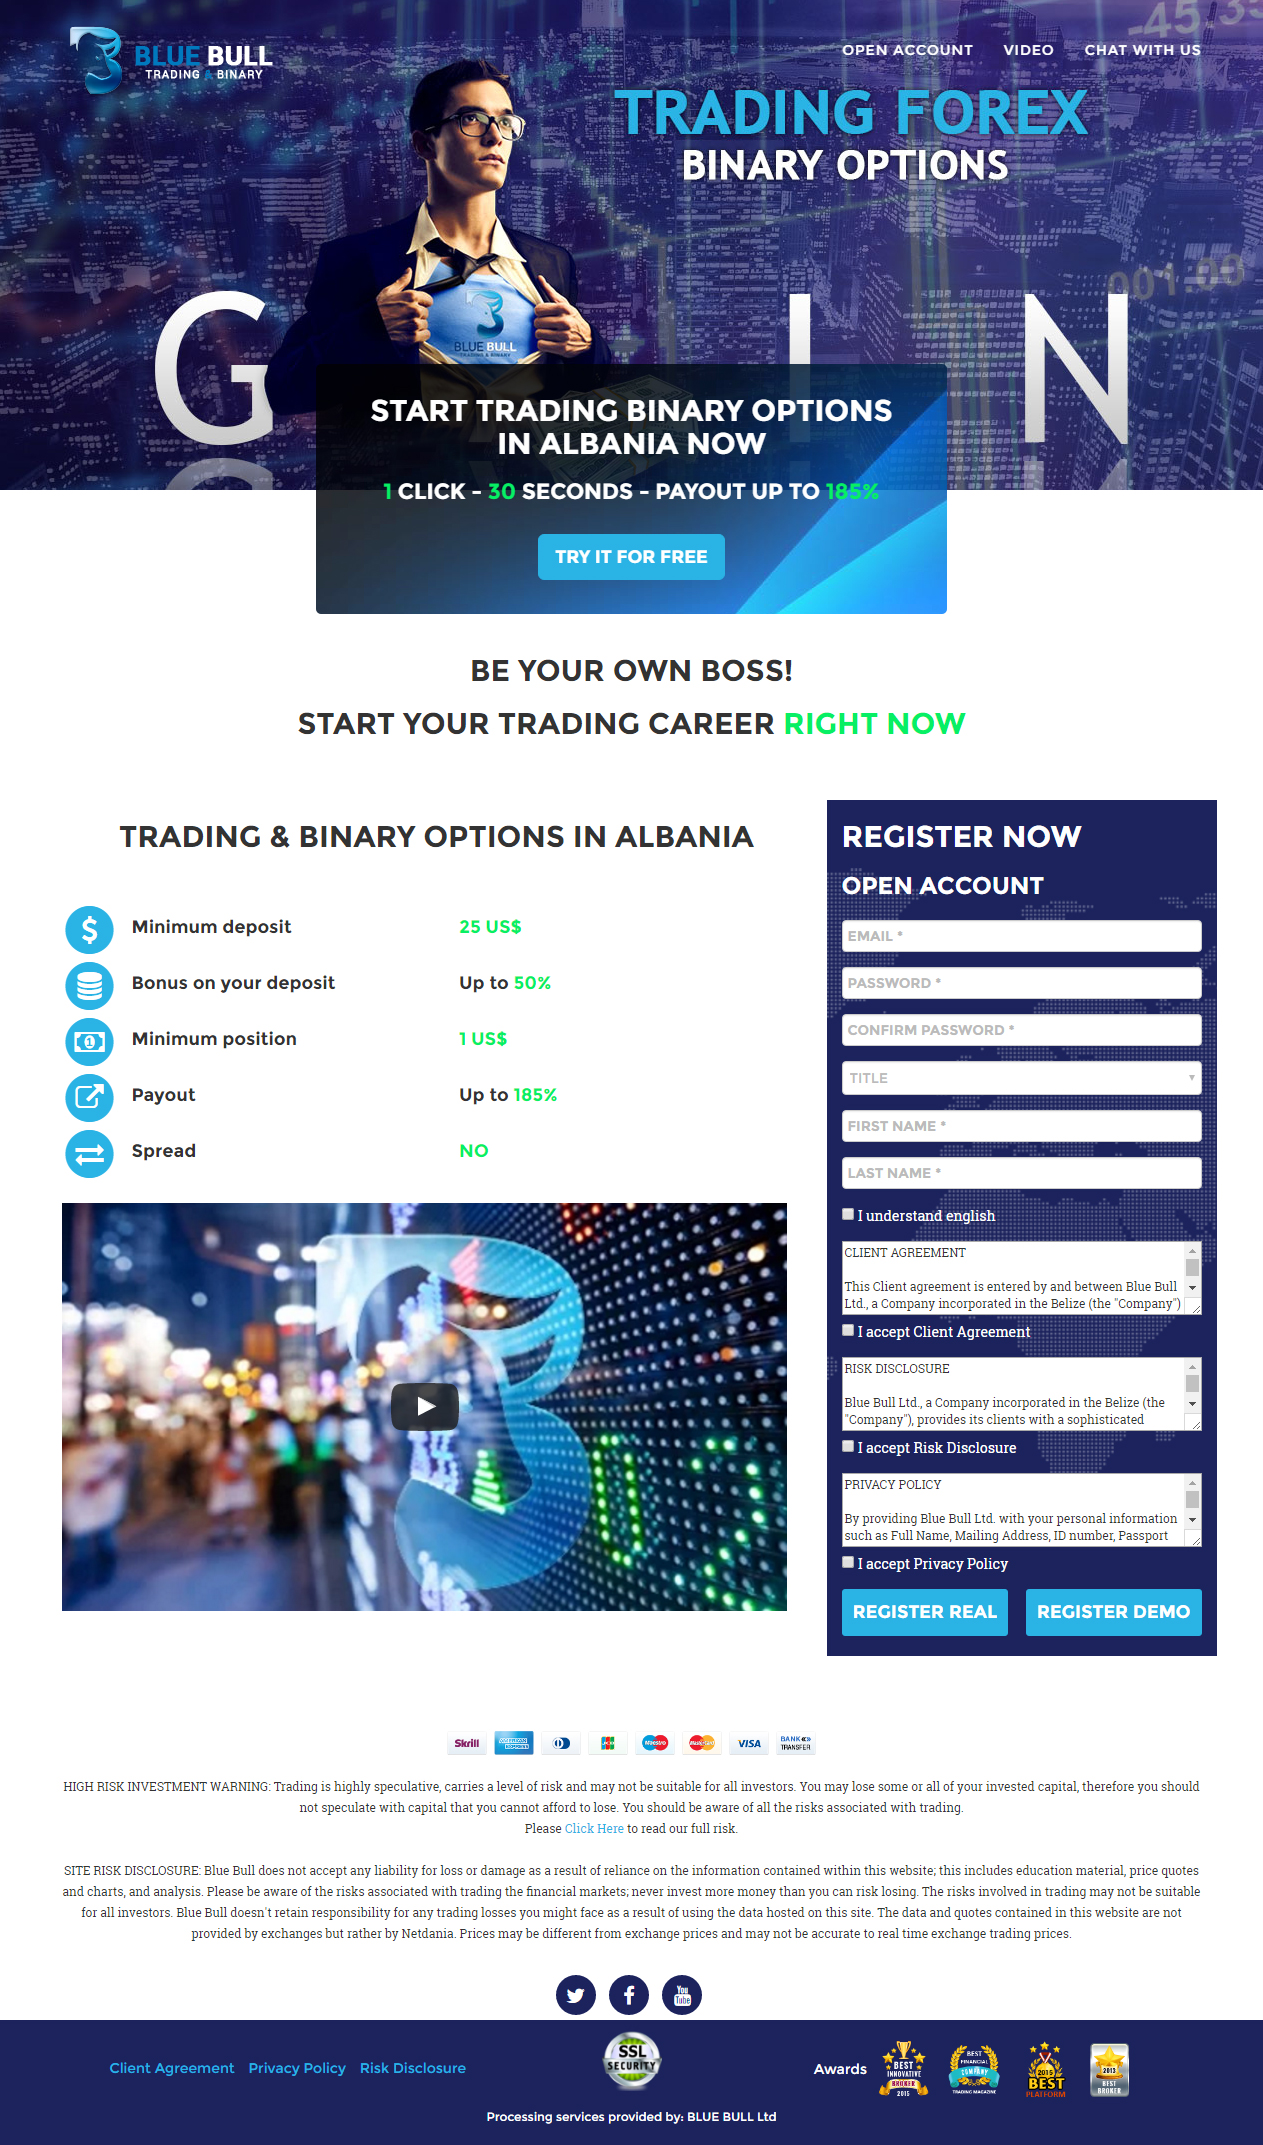 BLUE BULL
TRADING & BINARY
OPEN ACCOUNT VIDEO CHAT WITH US
-45.35
TRADING FOREX
BINARY OPTIONS
001.00
BLUE BULL
TRADING & BINARY
G I N
START TRADING BINARY OPTIONS
IN ALBANIA NOW
1 CLICK - 30 SECONDS - PAYOUT UP TO 185%
TRY IT FOR FREE
BE YOUR OWN BOSS!
START YOUR TRADING CAREER RIGHT NOW
TRADING & BINARY OPTIONS IN ALBANIA
Minimum deposit 25 US$
Bonus on your deposit Up to 50%
Minimum position 1 US$
Payout Up to 185%
Spread NO
REGISTER NOW
OPEN ACCOUNT
EMAIL *
PASSWORD *
CONFIRM PASSWORD *
TITLE
FIRST NAME *
LAST NAME *
I understand english
CLIENT AGREEMENT
This Client agreement is entered by and between Blue Bull
Ltd., a Company incorporated in the Belize (the "Company")
I accept Client Agreement
RISK DISCLOSURE
Blue Bull Ltd., a Company incorporated in the Belize (the
"Company"), provides its clients with a sophisticated
I accept Risk Disclosure
PRIVACY POLICY
By providing Blue Bull Ltd. with your personal information
such as Full Name, Mailing Address, ID number, Passport
I accept Privacy Policy
REGISTER REAL REGISTER DEMO
Skrill AMERICAN EXPRESS JCB Maestro MasterCard VISA BANK TRANSFER
HIGH RISK INVESTMENT WARNING: Trading is highly speculative, carries a level of risk and may not be suitable for all investors. You may lose some or all of your invested capital, therefore you should
not speculate with capital that you cannot afford to lose. You should be aware of all the risks associated with trading.
Please Click Here to read our full risk.
SITE RISK DISCLOSURE: Blue Bull does not accept any liability for loss or damage as a result of reliance on the information contained within this website; this includes education material, price quotes
and charts, and analysis. Please be aware of the risks associated with trading the financial markets; never invest more money than you can risk losing. The risks involved in trading may not be suitable
for all investors. Blue Bull doesn't retain responsibility for any trading losses you might face as a result of using the data hosted on this site. The data and quotes contained in this website are not
provided by exchanges but rather by Netdania. Prices may be different from exchange prices and may not be accurate to real time exchange trading prices.
You Tube
Client Agreement Privacy Policy Risk Disclosure
SSL
SECURITY
Awards
BEST
INNOVATIVE
BROKER
2015
BEST
FINANCIAL
COMPANY
TRADING MAGAZINE
2015
BEST
PLATFORM
2013
BEST
BROKER
Processing services provided by: BLUE BULL Ltd